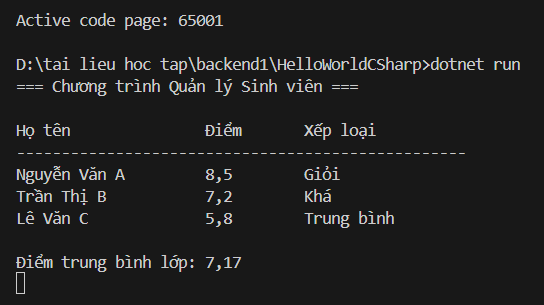 Active code page: 65001
D:\tai lieu hoc tap\backend1\HelloWorldCSharp>dotnet run
=== Chương trình Quản lý Sinh viên ===
Họ tên Điểm Xếp loại
--------------------------------------------------
Nguyễn Văn A 8,5 Giỏi
Trần Thị B 7,2 Khá
Lê Văn C 5,8 Trung bình
Điểm trung bình lớp: 7,17